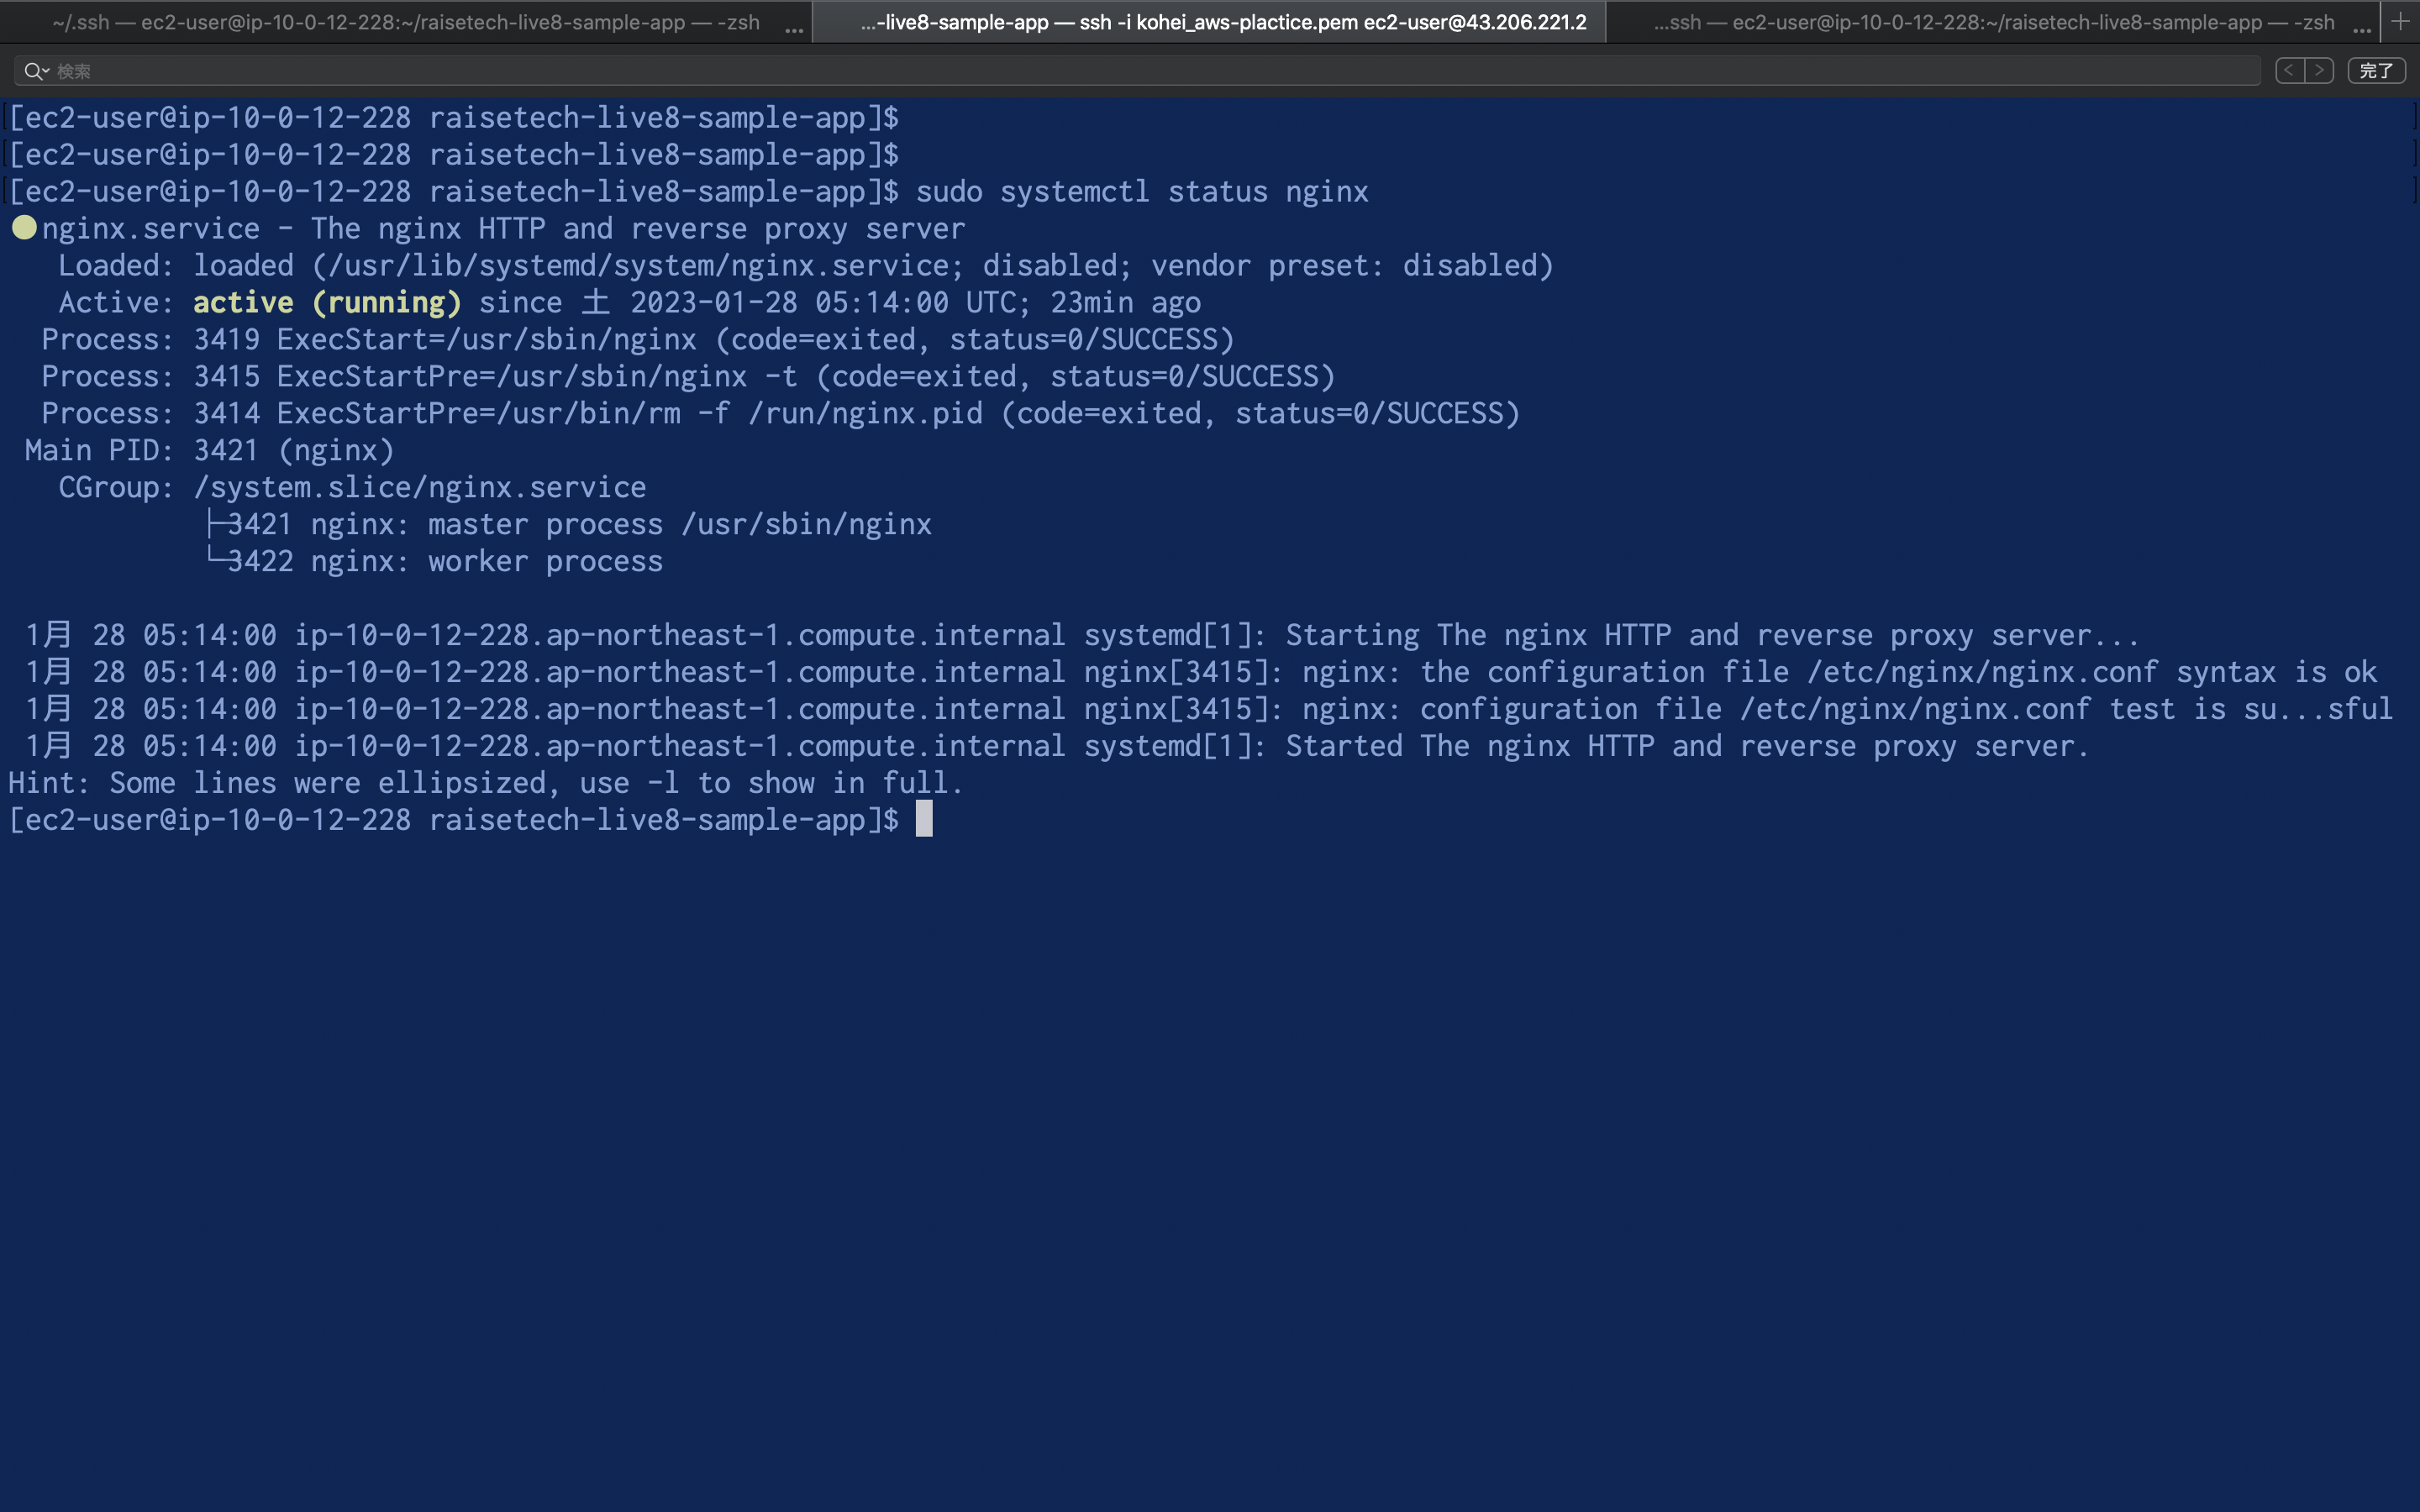 ~/.ssh — ec2-user@ip-10-0-12-228:~/raisetech-live8-sample-app — -zsh ...
...-live8-sample-app — ssh -i kohei_aws-plactice.pem ec2-user@43.206.221.2
...ssh — ec2-user@ip-10-0-12-228:~/raisetech-live8-sample-app — -zsh ...
検索
完了
[ec2-user@ip-10-0-12-228 raisetech-live8-sample-app]$
[ec2-user@ip-10-0-12-228 raisetech-live8-sample-app]$
[ec2-user@ip-10-0-12-228 raisetech-live8-sample-app]$ sudo systemctl status nginx
● nginx.service - The nginx HTTP and reverse proxy server
   Loaded: loaded (/usr/lib/systemd/system/nginx.service; disabled; vendor preset: disabled)
   Active: active (running) since 土 2023-01-28 05:14:00 UTC; 23min ago
  Process: 3419 ExecStart=/usr/sbin/nginx (code=exited, status=0/SUCCESS)
  Process: 3415 ExecStartPre=/usr/sbin/nginx -t (code=exited, status=0/SUCCESS)
  Process: 3414 ExecStartPre=/usr/bin/rm -f /run/nginx.pid (code=exited, status=0/SUCCESS)
 Main PID: 3421 (nginx)
   CGroup: /system.slice/nginx.service
           ├─3421 nginx: master process /usr/sbin/nginx
           └─3422 nginx: worker process
 1月 28 05:14:00 ip-10-0-12-228.ap-northeast-1.compute.internal systemd[1]: Starting The nginx HTTP and reverse proxy server...
 1月 28 05:14:00 ip-10-0-12-228.ap-northeast-1.compute.internal nginx[3415]: nginx: the configuration file /etc/nginx/nginx.conf syntax is ok
 1月 28 05:14:00 ip-10-0-12-228.ap-northeast-1.compute.internal nginx[3415]: nginx: configuration file /etc/nginx/nginx.conf test is su...sful
 1月 28 05:14:00 ip-10-0-12-228.ap-northeast-1.compute.internal systemd[1]: Started The nginx HTTP and reverse proxy server.
Hint: Some lines were ellipsized, use -l to show in full.
[ec2-user@ip-10-0-12-228 raisetech-live8-sample-app]$